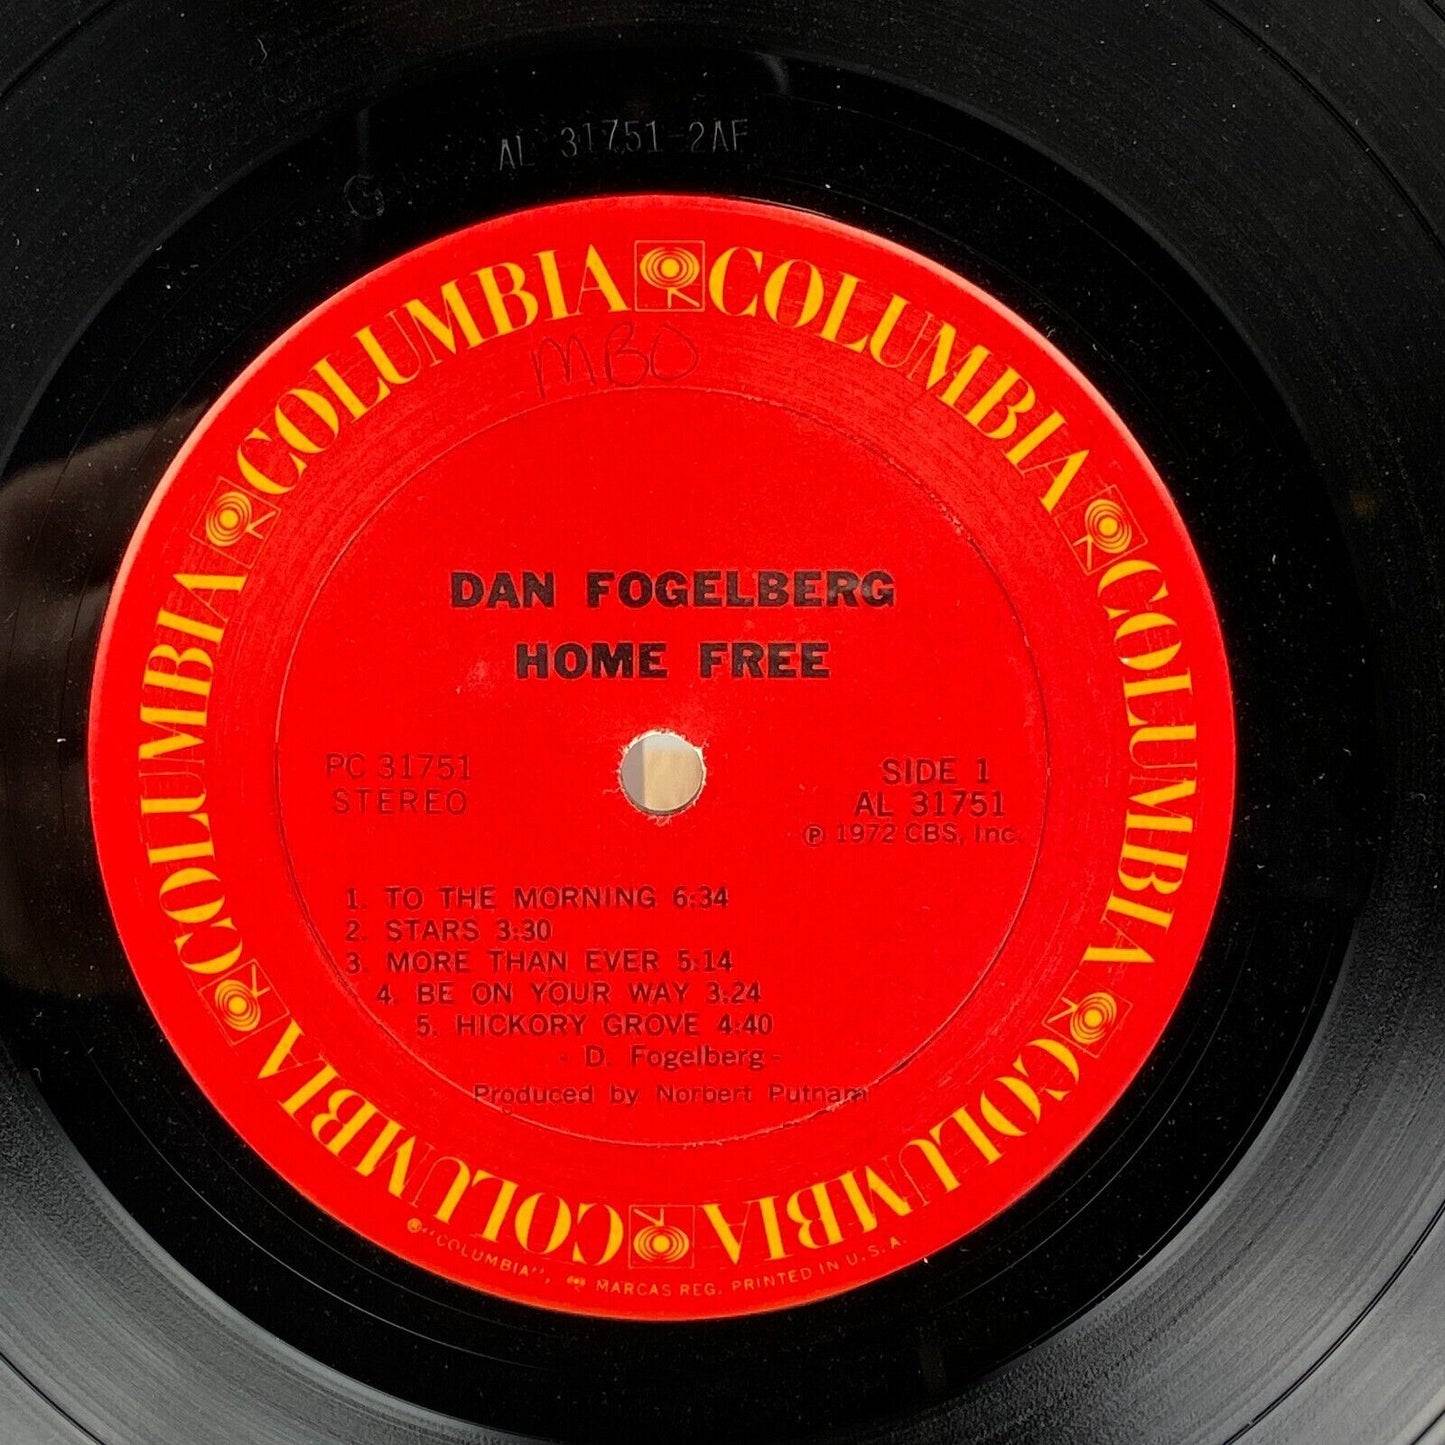 AL 31751-2AF
COLUMBIA COLUMBIA COLUMBIA COLUMBIA COLUMBIA COLUMBIA
MBO
DAN FOGELBERG
HOME FREE
PC 31751
STEREO
SIDE 1
AL 31751
Ⓟ 1972 CBS, Inc.
1. TO THE MORNING 6:34
2. STARS 3:30
3. MORE THAN EVER 5:14
4. BE ON YOUR WAY 3:24
5. HICKORY GROVE 4:40
- D. Fogelberg -
Produced by Norbert Putnam
®"COLUMBIA", MARCAS REG. PRINTED IN U.S.A.